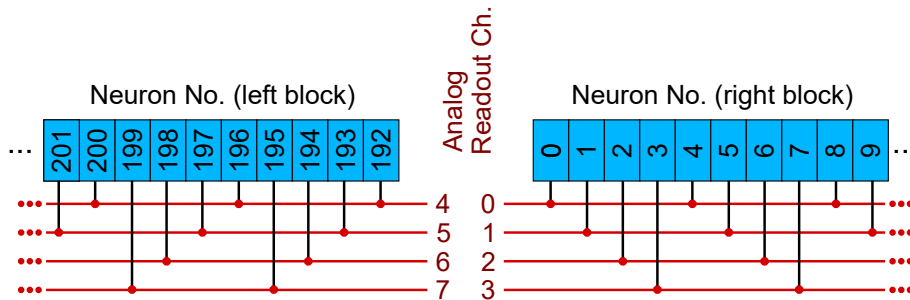 Analog
Readout Ch.
Neuron No. (left block)
Neuron No. (right block)
... 201 200 199 198 197 196 195 194 193 192
0 1 2 3 4 5 6 7 8 9 ...
4 0
5 1
6 2
7 3